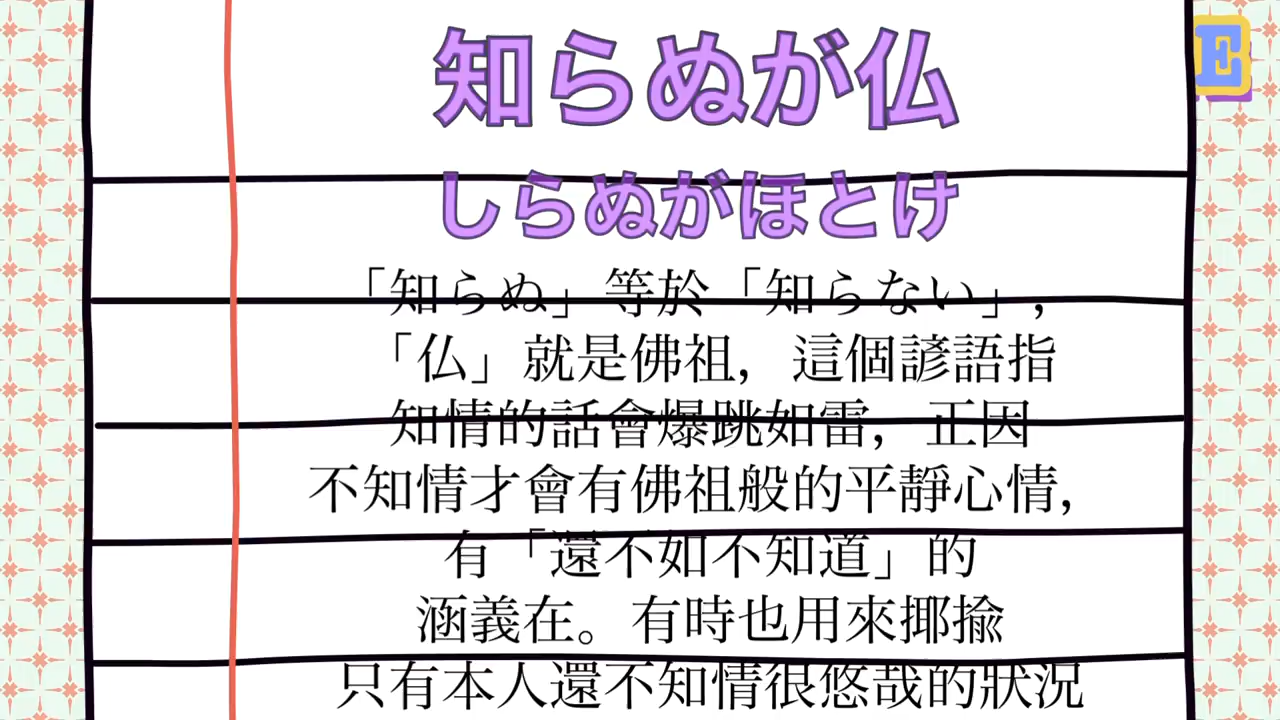 知らぬが仏
E
しらぬがほとけ
「知らぬ」等於「知らない」，
「仏」就是佛祖，這個諺語指
知情的話會爆跳如雷，正因
不知情才會有佛祖般的平靜心情，
有「還不如不知道」的
涵義在。有時也用來揶揄
只有本人還不知情很悠哉的狀況